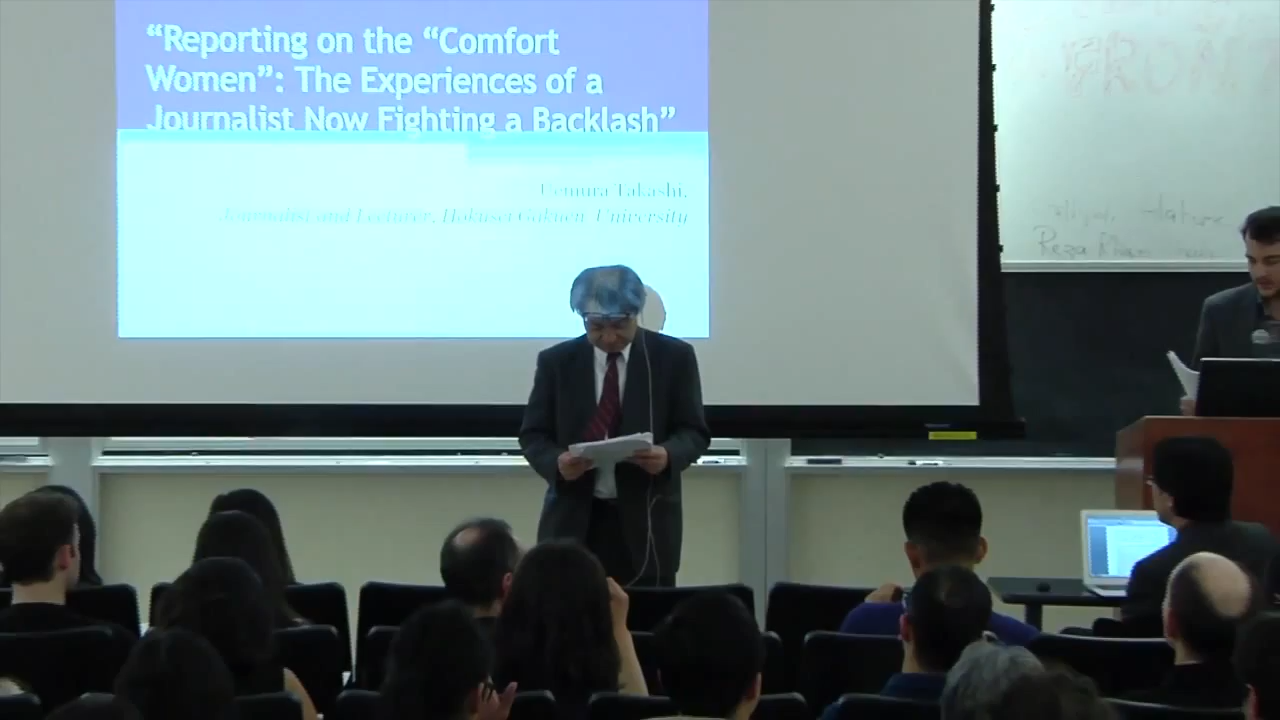 “Reporting on the “Comfort
Women”: The Experiences of a
Journalist Now Fighting a Backlash”
Uemura Takashi,
Journalist and Lecturer, Hokusei Gakuen University
Reza